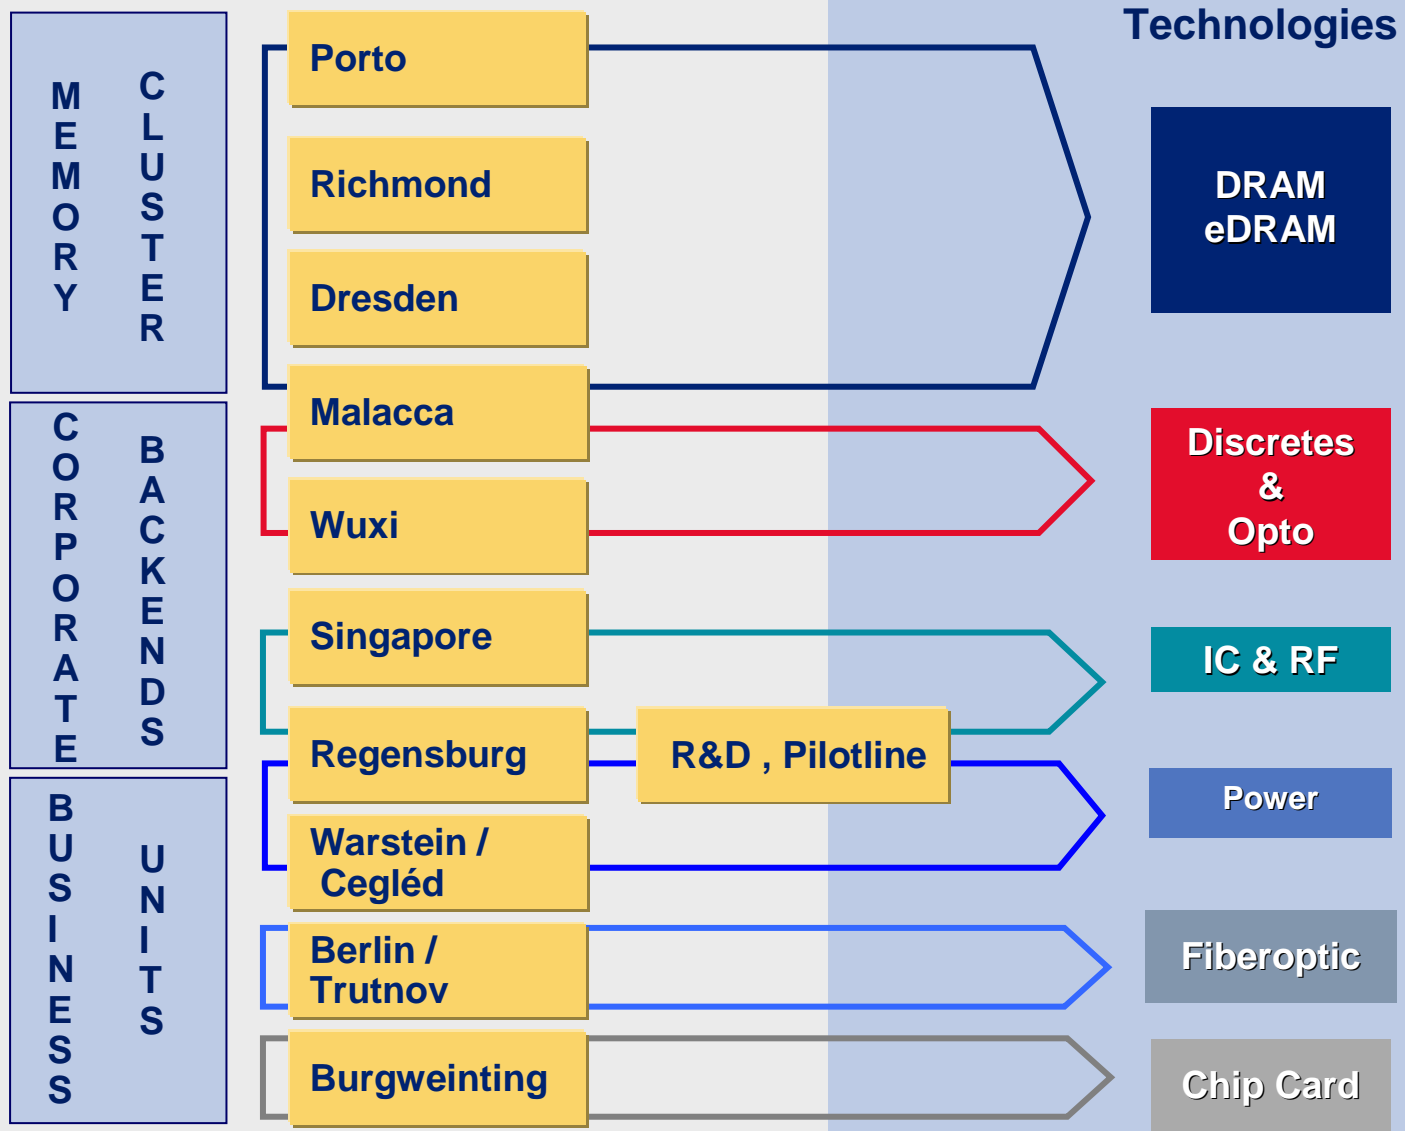 Technologies
MEMORY
CLUSTER
Porto
Richmond
Dresden
Malacca
DRAM
eDRAM
CORPORATE
BACKENDS
Wuxi
Singapore
Regensburg
R&D , Pilotline
Discretes
&
Opto
IC & RF
BUSINESS
UNITS
Warstein /
Cegléd
Berlin /
Trutnov
Burgweinting
Power
Fiberoptic
Chip Card